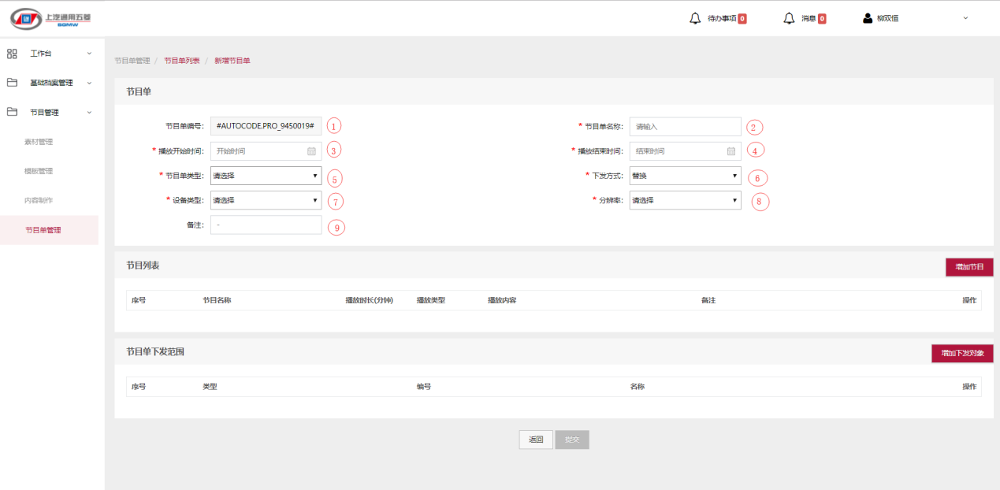 上汽通用五菱
SGMW
待办事项 0
消息 0
柳双恒
工作台
基础档案管理
节目管理
素材管理
模板管理
内容制作
节目单管理
节目单管理 / 节目单列表 / 新增节目单
节目单
节目单编号: #AUTOCODE.PRO_9450019# 1
* 节目单名称: 请输入 2
* 播放开始时间: 开始时间 3
* 播放结束时间: 结束时间 4
* 节目单类型: 请选择 5
* 下发方式: 替换 6
* 设备类型: 请选择 7
* 分辨率: 请选择 8
备注: - 9
节目列表
增加节目
序号 节目名称 播放时长(分钟) 播放类型 播放内容 备注 操作
节目单下发范围
增加下发对象
序号 类型 编号 名称 操作
返回 提交